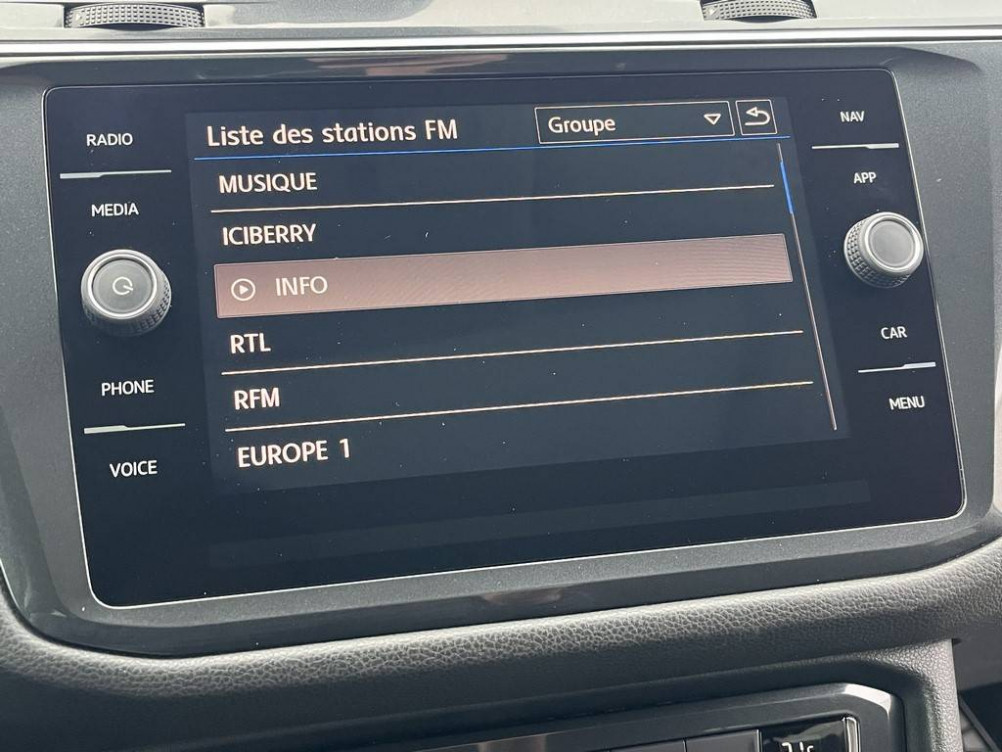 RADIO
MEDIA
PHONE
VOICE
Liste des stations FM
Groupe
MUSIQUE
ICIBERRY
INFO
RTL
RFM
EUROPE 1
NAV
APP
CAR
MENU